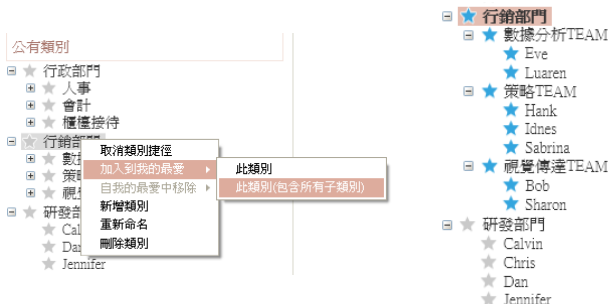 公有類別
行政部門
人事
會計
櫃臺接待
行銷部門
數
策
視
研發部
Cal
Da
Jennifer
取消類別捷徑
加入到我的最愛
自我的最愛中移除
新增類別
重新命名
刪除類別
此類別
此類別(包含所有子類別)
行銷部門
數據分析TEAM
Eve
Luaren
策略TEAM
Hank
Idnes
Sabrina
視覺傳達TEAM
Bob
Sharon
研發部門
Calvin
Chris
Dan
Jennifer